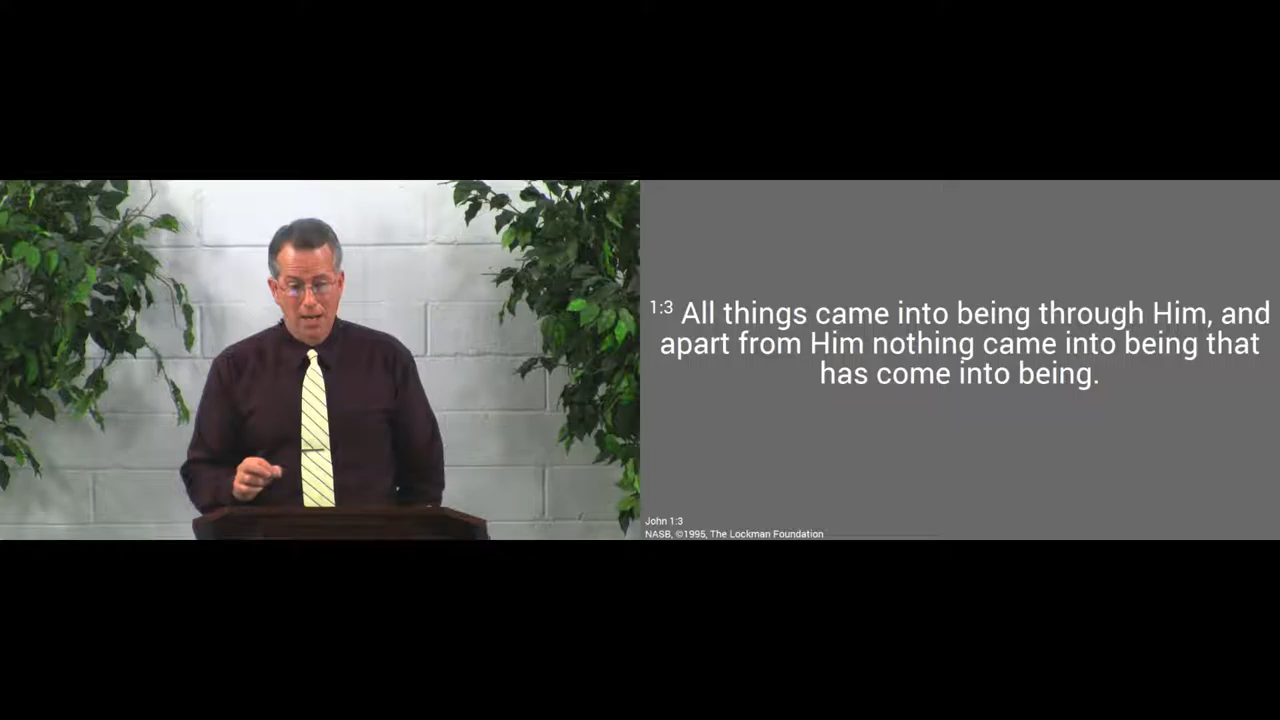 1:3 All things came into being through Him, and
apart from Him nothing came into being that
has come into being.
John 1:3
NASB, ©1995, The Lockman Foundation